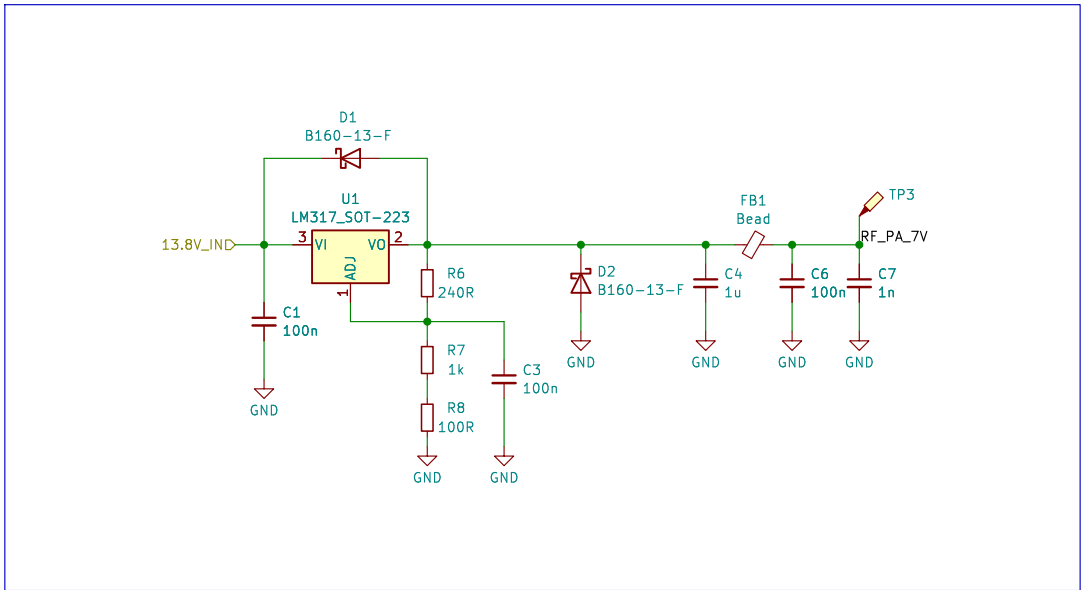 D1
B160-13-F
U1
LM317_SOT-223
13.8V_IN
3
VI
VO
2
ADJ
1
C1
100n
GND
R6
240R
R7
1k
R8
100R
GND
C3
100n
GND
D2
B160-13-F
GND
C4
1u
GND
FB1
Bead
C6
100n
GND
TP3
RF_PA_7V
C7
1n
GND